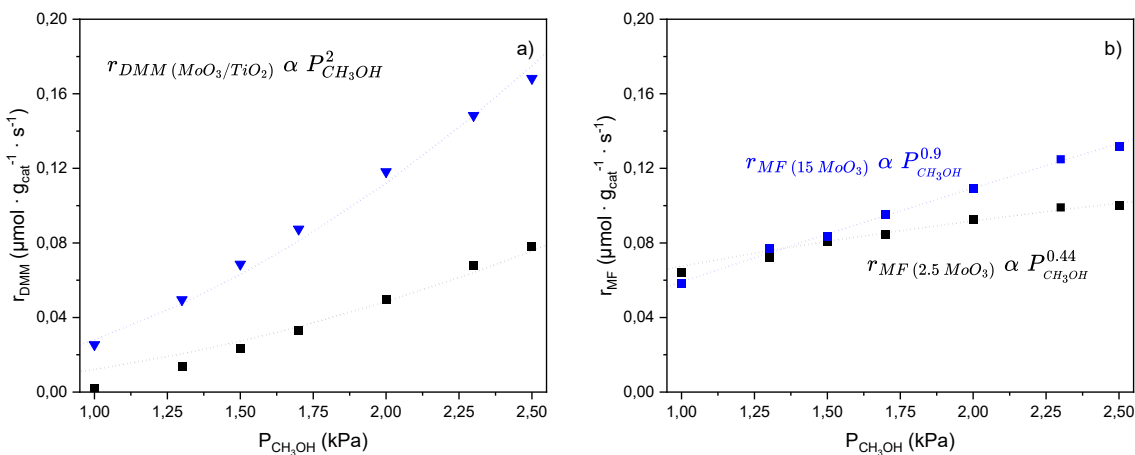 a)
r_DMM (MoO₃/TiO₂) α P²_CH₃OH
0,20
0,16
0,12
0,08
0,04
0,00
r_DMM (µmol · g_cat⁻¹ · s⁻¹)
1,00 1,25 1,50 1,75 2,00 2,25 2,50
P_CH₃OH (kPa)
b)
r_MF (15 MoO₃) α P^0.9_CH₃OH
r_MF (2.5 MoO₃) α P^0.44_CH₃OH
0,20
0,16
0,12
0,08
0,04
0,00
r_MF (µmol · g_cat⁻¹ · s⁻¹)
1,00 1,25 1,50 1,75 2,00 2,25 2,50
P_CH₃OH (kPa)